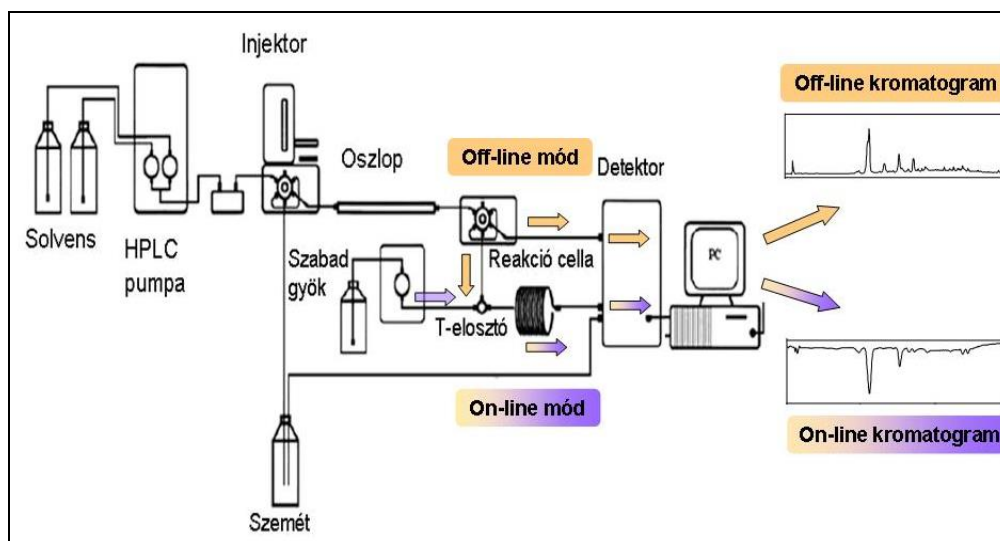 Injektor
Off-line kromatogram
Oszlop
Off-line mód
Detektor
Solvens
HPLC
pumpa
Szabad
gyök
Reakció cella
PC
T-elosztó
On-line mód
On-line kromatogram
Szemét